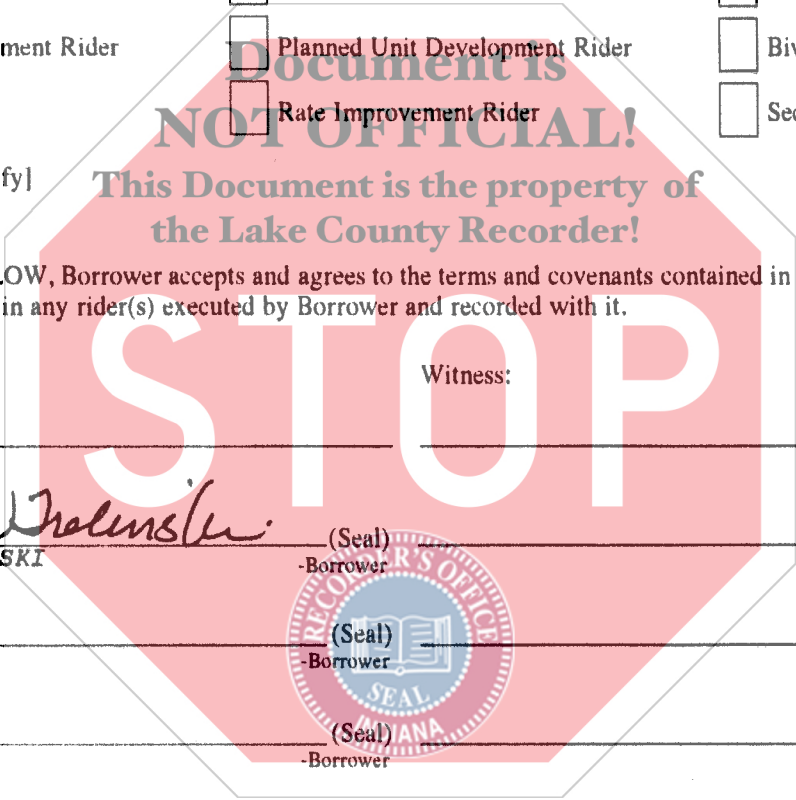 ment Rider Planned Unit Development Rider Biv
Document is
Rate Improvement Rider Sec
NOT OFFICIAL!
fy]
This Document is the property of
the Lake County Recorder!
OW, Borrower accepts and agrees to the terms and covenants contained in
in any rider(s) executed by Borrower and recorded with it.
STOP
Witness:
(Seal)
SKI
-Borrower
RECORDER'S OFFICE
(Seal)
-Borrower
SEAL
INDIANA
(Seal)
-Borrower